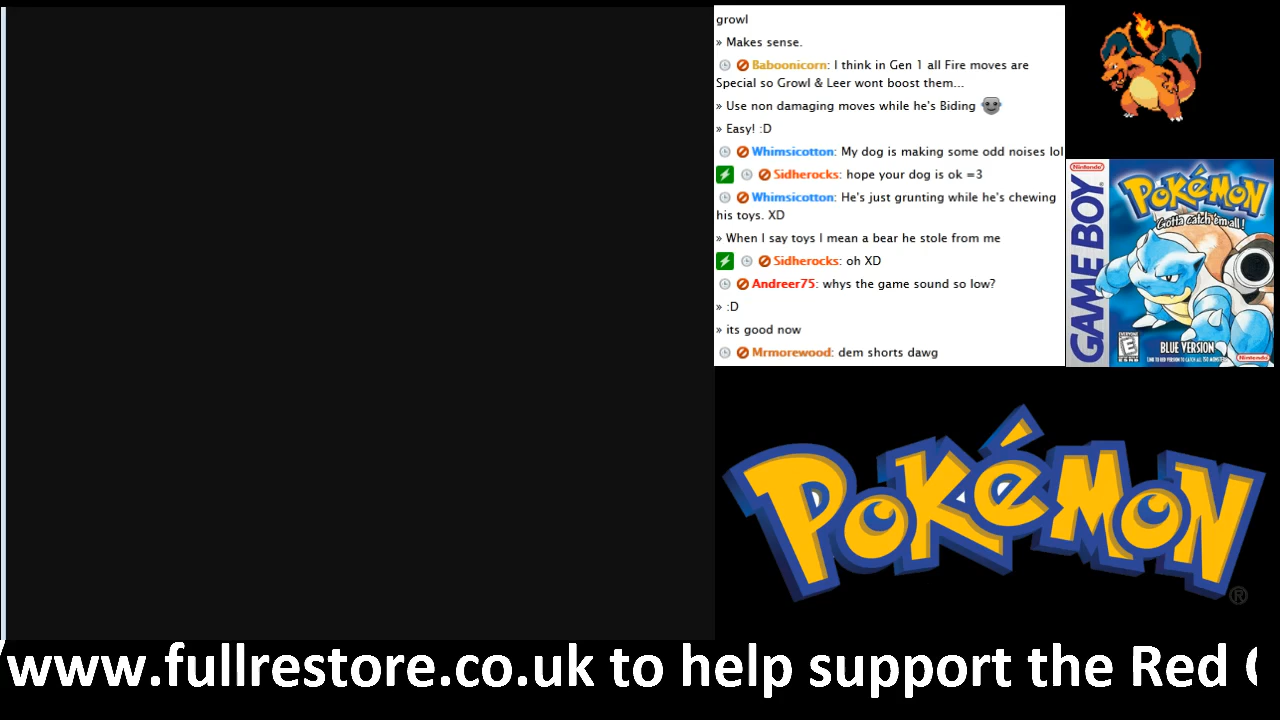 growl
» Makes sense.
Baboonicorn: I think in Gen 1 all Fire moves are
Special so Growl & Leer wont boost them...
» Use non damaging moves while he's Biding
» Easy! :D
Whimsicotton: My dog is making some odd noises lol
Sidherocks: hope your dog is ok =3
Whimsicotton: He's just grunting while he's chewing
his toys. XD
» When I say toys I mean a bear he stole from me
Sidherocks: oh XD
Andreer75: whys the game sound so low?
» :D
» its good now
Mrmorewood: dem shorts dawg
Nintendo
GAME BOY
POKéMON
Gotta catch 'em all!
EVERYONE
E
BLUE VERSION
Nintendo
POKéMON
®
/www.fullrestore.co.uk to help support the Red